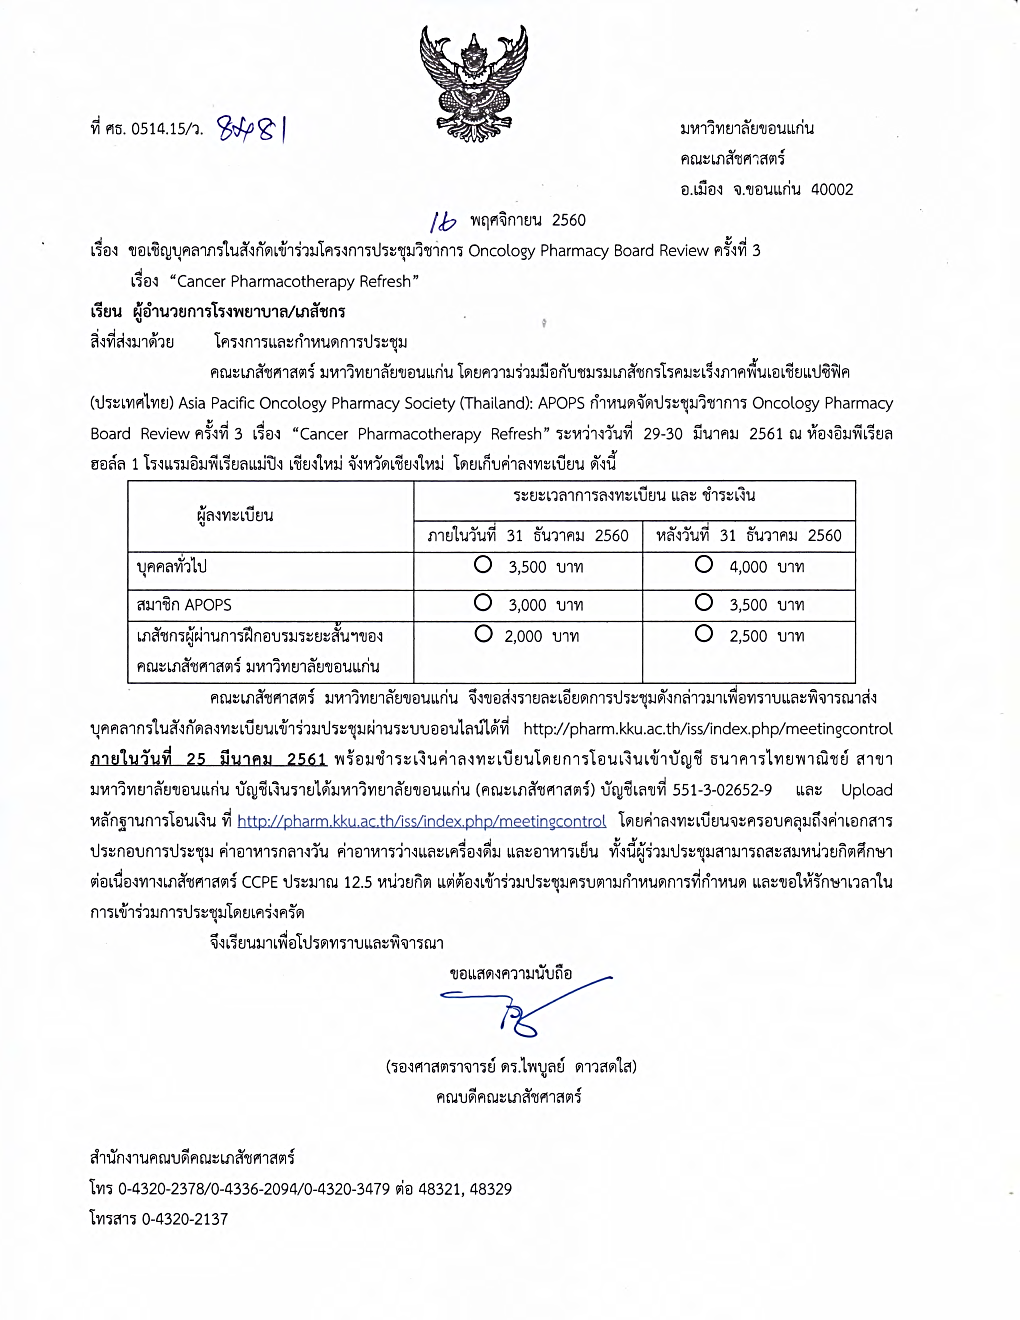 ที่ ศธ. 0514.15/ว. 8481
มหาวิทยาลัยขอนแก่น
คณะเภสัชศาสตร์
อ.เมือง จ.ขอนแก่น 40002
16 พฤศจิกายน 2560
เรื่อง ขอเชิญบุคลาภรในสังกัดเข้าร่วมโครงการประชุมวิชาการ Oncology Pharmacy Board Review ครั้งที่ 3
เรื่อง “Cancer Pharmacotherapy Refresh”
เรียน ผู้อำนวยการโรงพยาบาล/เภสัชกร
สิ่งที่ส่งมาด้วย โครงการและกำหนดการประชุม
คณะเภสัชศาสตร์ มหาวิทยาลัยขอนแก่น โดยความร่วมมือกับชมรมเภสัชกรโรคมะเร็งภาคพื้นเอเชียแปซิฟิค
(ประเทศไทย) Asia Pacific Oncology Pharmacy Society (Thailand): APOPS กำหนดจัดประชุมวิชาการ Oncology Pharmacy
Board Review ครั้งที่ 3 เรื่อง “Cancer Pharmacotherapy Refresh” ระหว่างวันที่ 29-30 มีนาคม 2561 ณ ห้องอิมพีเรียล
ฮอล์ล 1 โรงแรมอิมพีเรียลแม่ปิง เชียงใหม่ จังหวัดเชียงใหม่ โดยเก็บค่าลงทะเบียน ดังนี้
ผู้ลงทะเบียน
ระยะเวลาการลงทะเบียน และ ชำระเงิน
ภายในวันที่ 31 ธันวาคม 2560 หลังวันที่ 31 ธันวาคม 2560
บุคคลทั่วไป 3,500 บาท 4,000 บาท
สมาชิก APOPS 3,000 บาท 3,500 บาท
เภสัชกรผู้ผ่านการฝึกอบรมระยะสั้นฯของ 2,000 บาท 2,500 บาท
คณะเภสัชศาสตร์ มหาวิทยาลัยขอนแก่น
คณะเภสัชศาสตร์ มหาวิทยาลัยขอนแก่น จึงขอส่งรายละเอียดการประชุมดังกล่าวมาเพื่อทราบและพิจารณาส่ง
บุคคลากรในสังกัดลงทะเบียนเข้าร่วมประชุมผ่านระบบออนไลน์ได้ที่ http://pharm.kku.ac.th/iss/index.php/meetingcontrol
ภายในวันที่ 25 มีนาคม 2561 พร้อมชำระเงินค่าลงทะเบียนโดยการโอนเงินเข้าบัญชี ธนาคารไทยพาณิชย์ สาขา
มหาวิทยาลัยขอนแก่น บัญชีเงินรายได้มหาวิทยาลัยขอนแก่น (คณะเภสัชศาสตร์) บัญชีเลขที่ 551-3-02652-9 และ Upload
หลักฐานการโอนเงิน ที่ http://pharm.kku.ac.th/iss/index.php/meetingcontrol โดยค่าลงทะเบียนจะครอบคลุมถึงค่าเอกสาร
ประกอบการประชุม ค่าอาหารกลางวัน ค่าอาหารว่างและเครื่องดื่ม และอาหารเย็น ทั้งนี้ผู้ร่วมประชุมสามารถสะสมหน่วยกิตศึกษา
ต่อเนื่องทางเภสัชศาสตร์ CCPE ประมาณ 12.5 หน่วยกิต แต่ต้องเข้าร่วมประชุมครบตามกำหนดการที่กำหนด และขอให้รักษาเวลาใน
การเข้าร่วมการประชุมโดยเคร่งครัด
จึงเรียนมาเพื่อโปรดทราบและพิจารณา
ขอแสดงความนับถือ
(รองศาสตราจารย์ ดร.ไพบูลย์ ดาวสดใส)
คณบดีคณะเภสัชศาสตร์
สำนักงานคณบดีคณะเภสัชศาสตร์
โทร 0-4320-2378/0-4336-2094/0-4320-3479 ต่อ 48321, 48329
โทรสาร 0-4320-2137